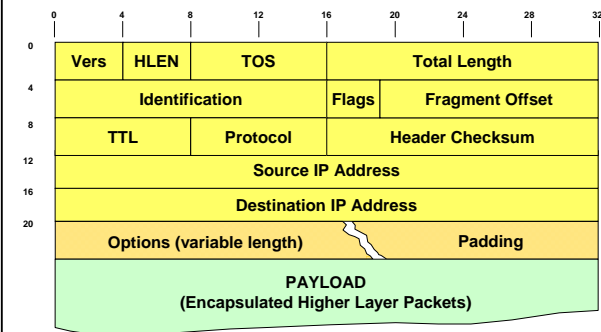 0 4 8 12 16 20 24 28 32
0 Vers HLEN TOS Total Length
4 Identification Flags Fragment Offset
8 TTL Protocol Header Checksum
12 Source IP Address
16 Destination IP Address
20 Options (variable length) Padding
PAYLOAD
(Encapsulated Higher Layer Packets)